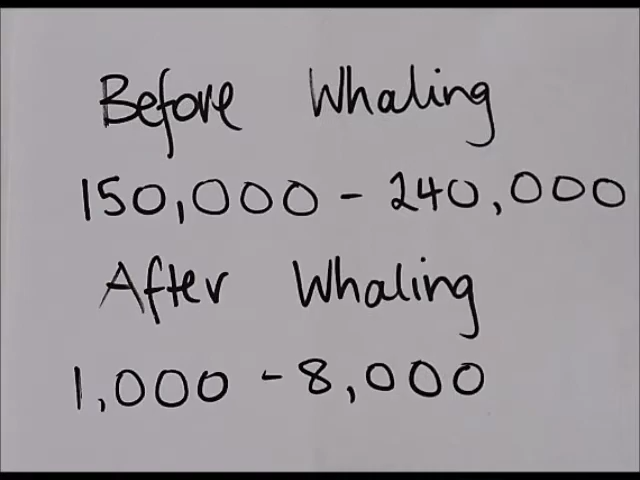 Before Whaling
150,000 - 240,000
After Whaling
1,000 - 8,000